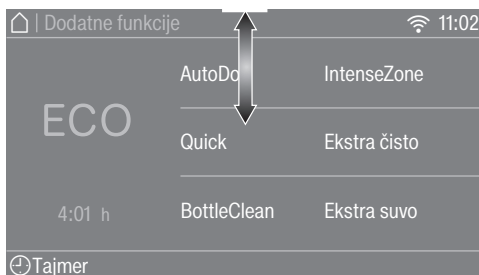 | Dodatne funkcije 11:02
AutoDo IntenseZone
ECO
Quick Ekstra čisto
4:01 h BottleClean Ekstra suvo
Tajmer